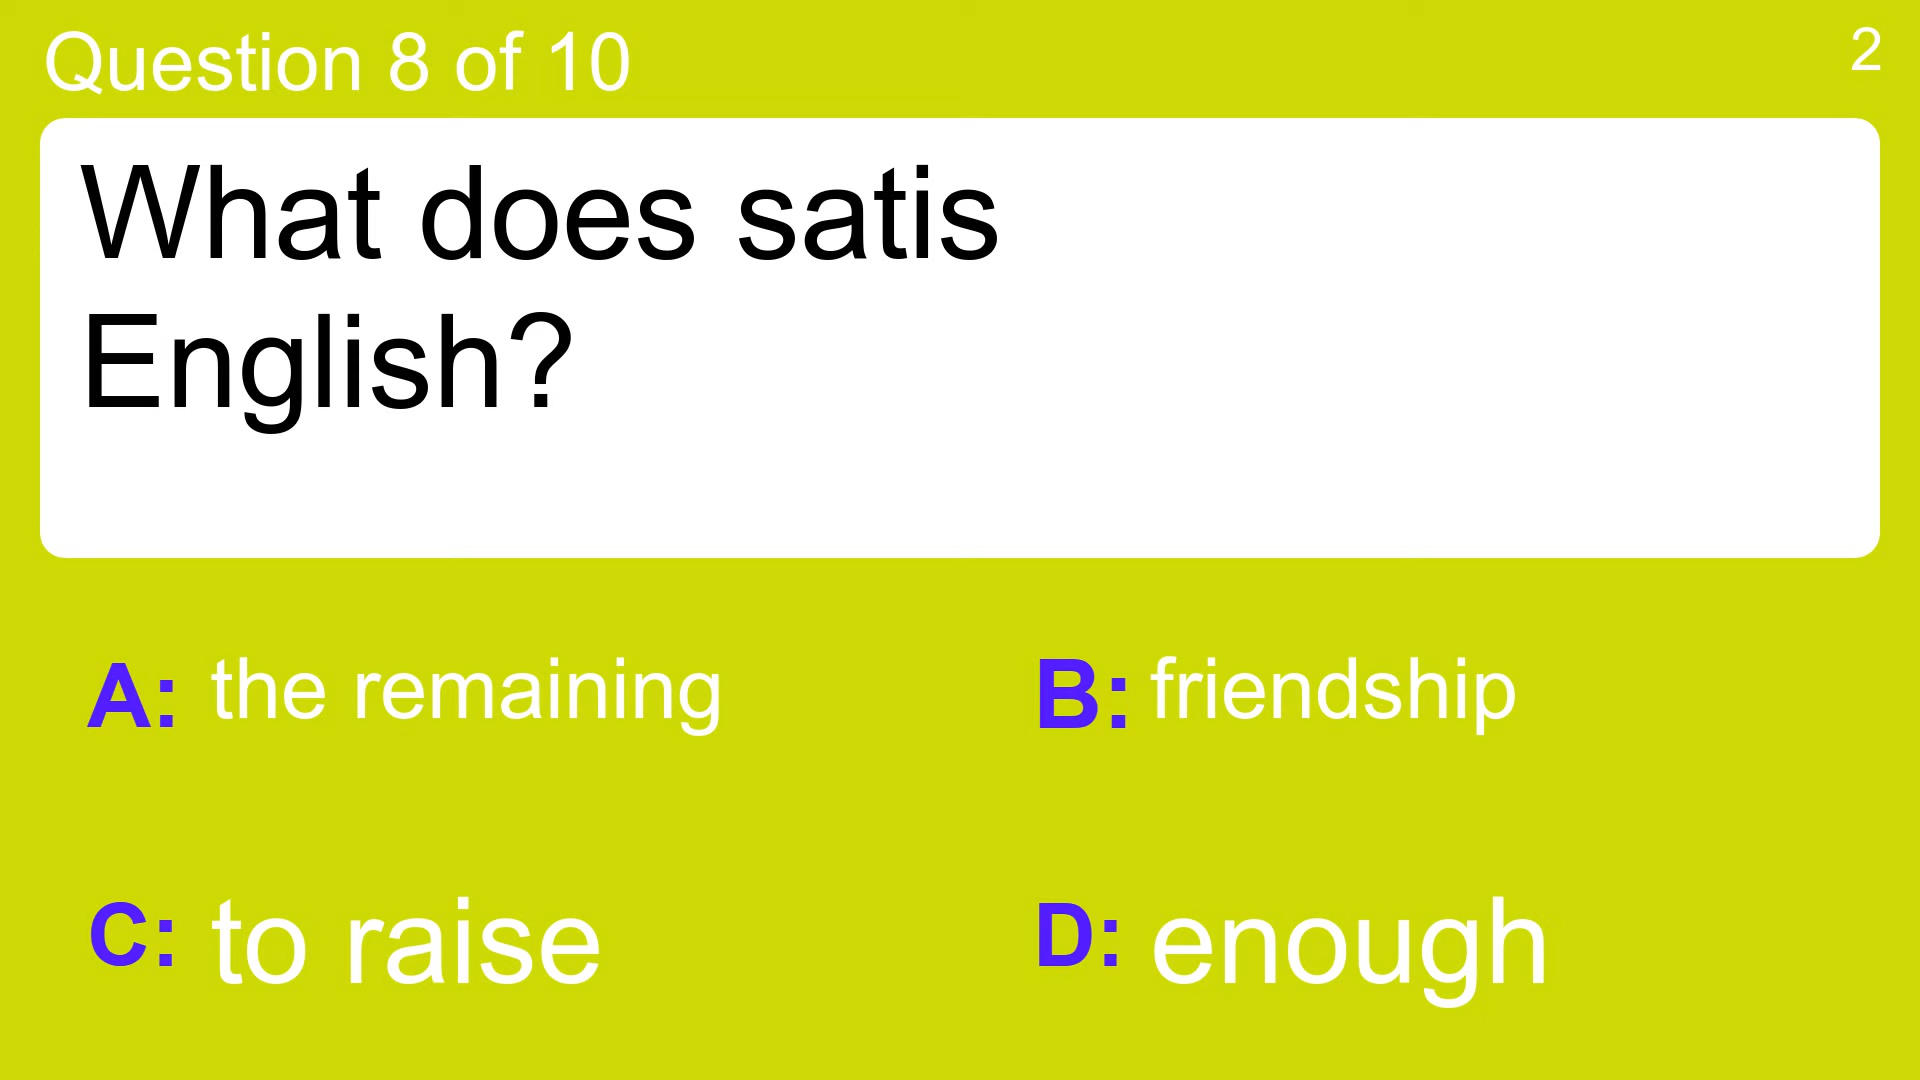 Question 8 of 10
2
What does satis
English?
A: the remaining
B: friendship
C: to raise
D: enough